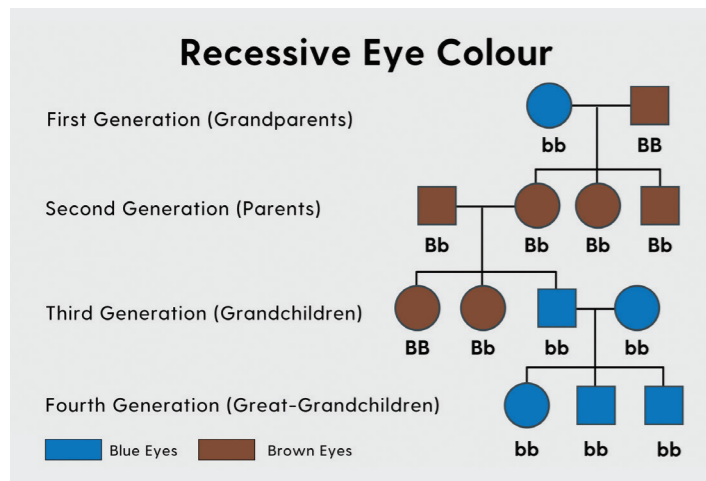 Recessive Eye Colour
First Generation (Grandparents)
bb BB
Second Generation (Parents)
Bb Bb Bb Bb
Third Generation (Grandchildren)
BB Bb bb bb
Fourth Generation (Great-Grandchildren)
bb bb bb
Blue Eyes Brown Eyes